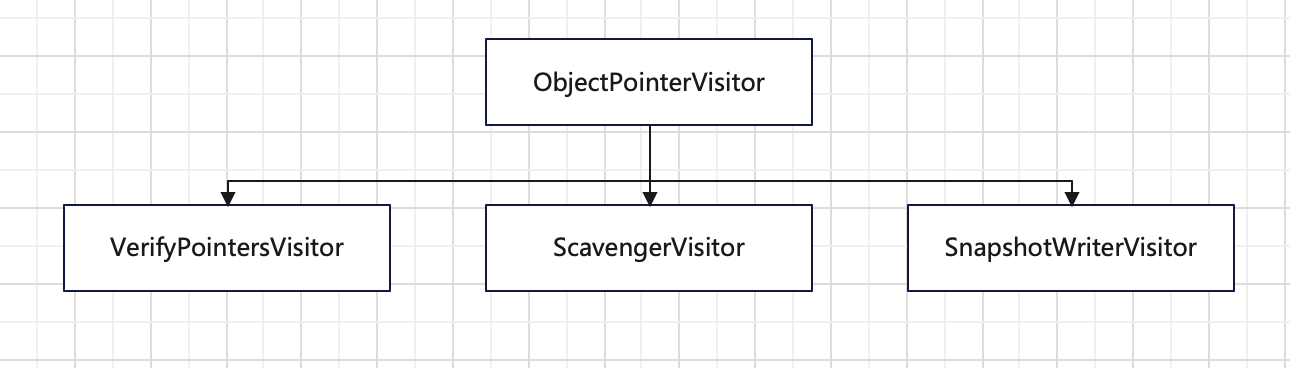 ObjectPointerVisitor
VerifyPointersVisitor
ScavengerVisitor
SnapshotWriterVisitor